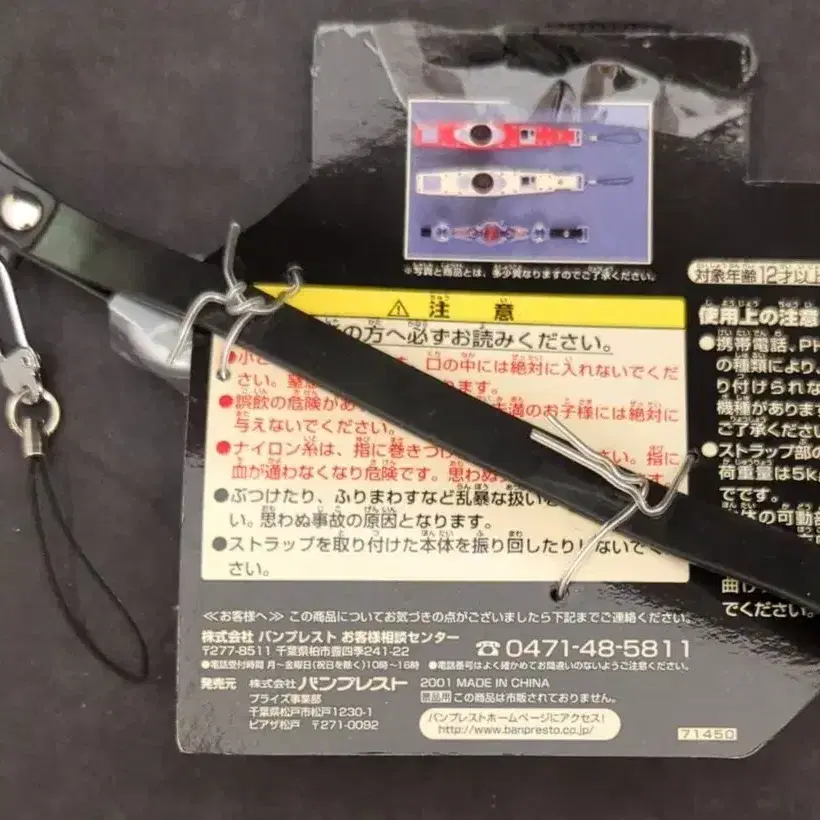 ※写真と商品とは、多少異なりますのでご了承ください。
⚠注意
の方へ必ずお読みください。
●小さ
口の中には絶対に入れないでくだ
さい。窒息
ます。
●誤飲の危険があ
未満のお子様には絶対に
与えないでください。
●ナイロン糸は、指に巻きつけ
さい。指に
血が通わなくなり危険です。思わぬ
●ぶつけたり、ふりまわすなど乱暴な扱いを
い。思わぬ事故の原因となります。
●ストラップを取り付けた本体を振り回したりしないでく
さい。
≪お客様へ≫ この商品についてお気づきの点がございましたら下記までご連絡ください。
株式会社 バンプレスト お客様相談センター
〒277-8511 千葉県柏市豊四季241-22
☎0471-48-5811
●電話受付時間 月〜金曜日(祝日を除く)10時〜16時 ●電話番号はよく確かめてお間違いのないようご注意ください。
発売元 株式会社バンプレスト
プライズ事業部
千葉県松戸市松戸1230-1
ピアザ松戸 〒271-0092
2001 MADE IN CHINA
景品用 この商品は市販されておりません。
バンプレストホームページにアクセス!
http://www.banpresto.co.jp/
71450
対象年齢12才以上
使用上の注意
●携帯電話、PH
の種類により、
り付けられな
機種がありま
ご了承くださ
●ストラップ部の
荷重量は5k
でです。
体の可動部
曲げ
でください。